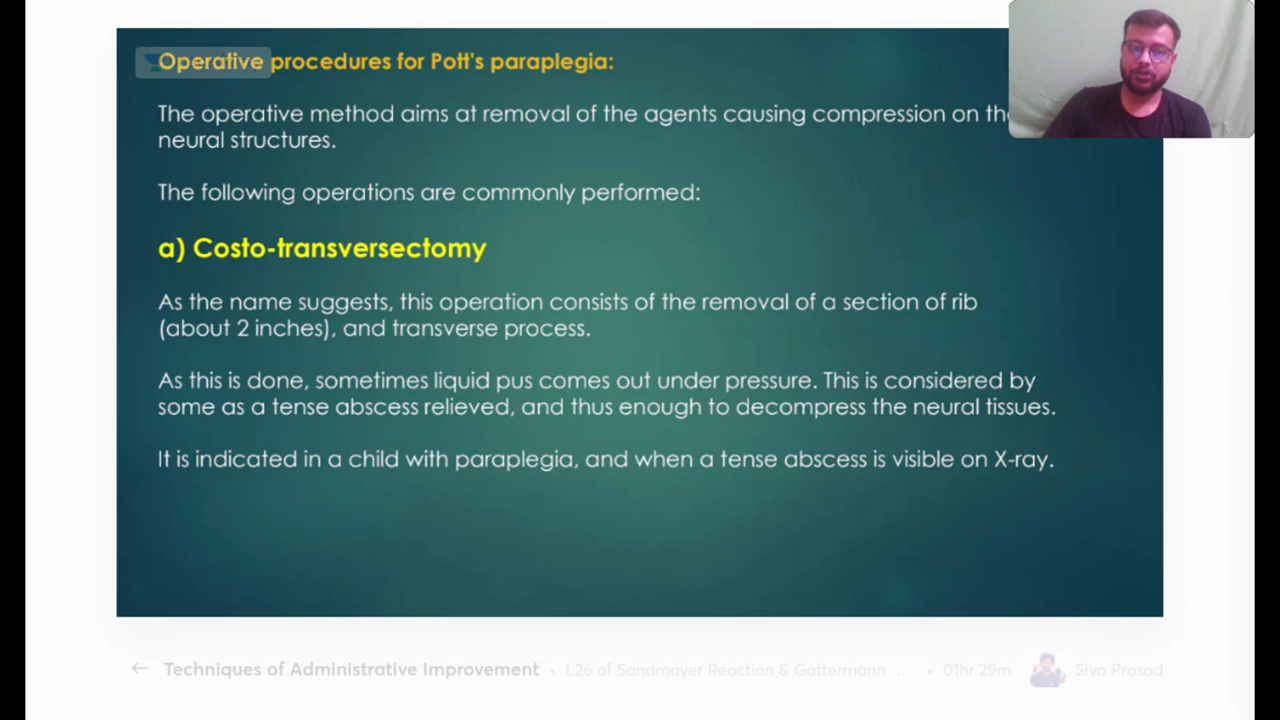 Operative procedures for Pott's paraplegia:
The operative method aims at removal of the agents causing compression on the
neural structures.
The following operations are commonly performed:
a) Costo-transversectomy
As the name suggests, this operation consists of the removal of a section of rib
(about 2 inches), and transverse process.
As this is done, sometimes liquid pus comes out under pressure. This is considered by
some as a tense abscess relieved, and thus enough to decompress the neural tissues.
It is indicated in a child with paraplegia, and when a tense abscess is visible on X-ray.
Techniques of Administrative Improvement • L26 of Sandmayer Reaction & Gattermann ... • 01hr 29m Siva Prasad